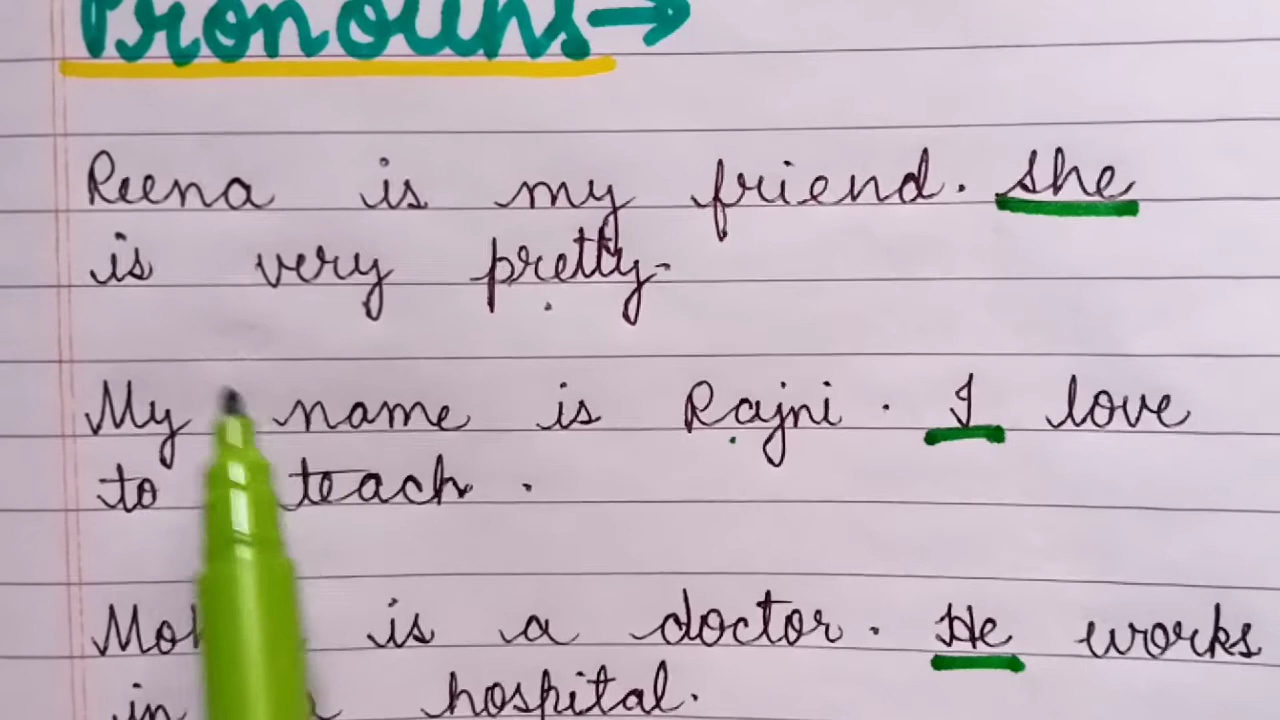 Pronouns→
Reena is my friend. She
is very pretty.
My name is Rajni. I love
to teach.
is a doctor. He works
in hospital.